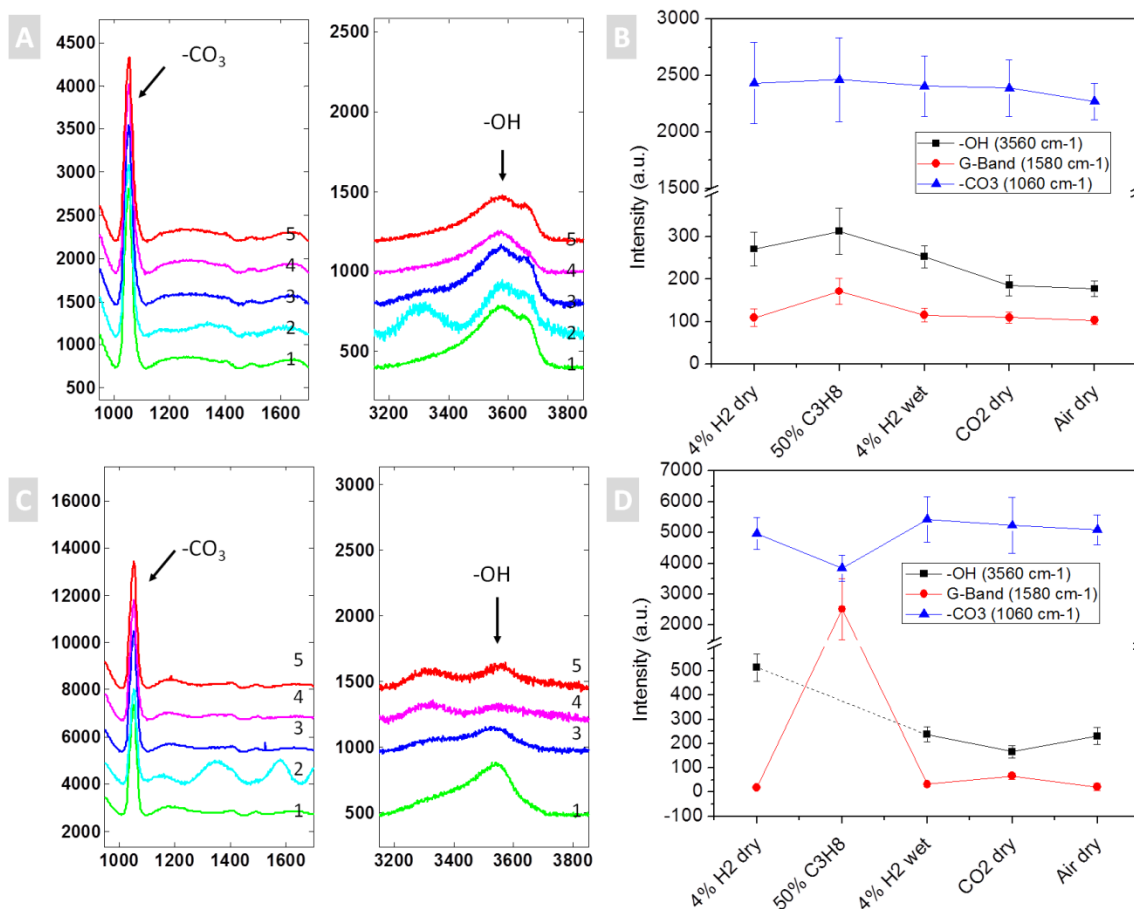 A
-CO3
4500
4000
3500
3000
2500
2000
1500
1000
500
5
4
3
2
1
1000 1200 1400 1600
-OH
2500
2000
1500
1000
500
5
4
3
2
1
3200 3400 3600 3800
B
3000
2500
2000
1500
300
200
100
0
Intensity (a.u.)
-OH (3560 cm-1)
G-Band (1580 cm-1)
-CO3 (1060 cm-1)
4% H2 dry
50% C3H8
4% H2 wet
CO2 dry
Air dry
C
-CO3
16000
14000
12000
10000
8000
6000
4000
2000
5
4
3
2
1
1000 1200 1400 1600
-OH
3000
2500
2000
1500
1000
500
5
4
3
2
1
3200 3400 3600 3800
D
7000
6000
5000
4000
3000
2000
500
400
300
200
100
0
-100
Intensity (a.u.)
-OH (3560 cm-1)
G-Band (1580 cm-1)
-CO3 (1060 cm-1)
4% H2 dry
50% C3H8
4% H2 wet
CO2 dry
Air dry